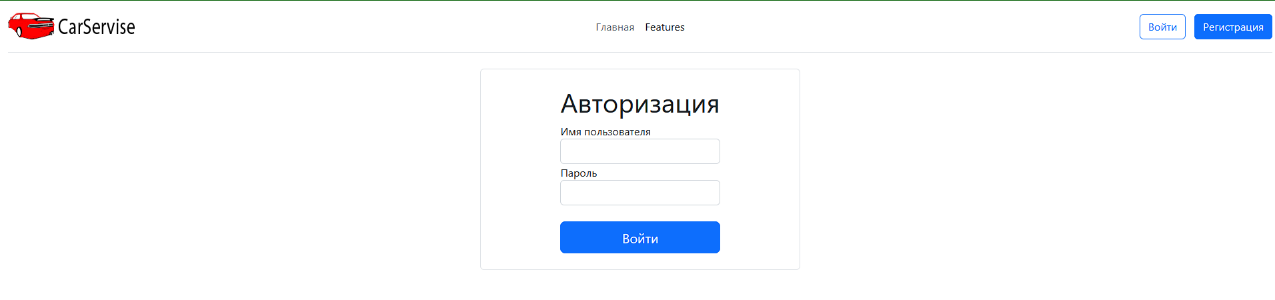 CarServise Главная Features Войти Регистрация
Авторизация
Имя пользователя
Пароль
Войти